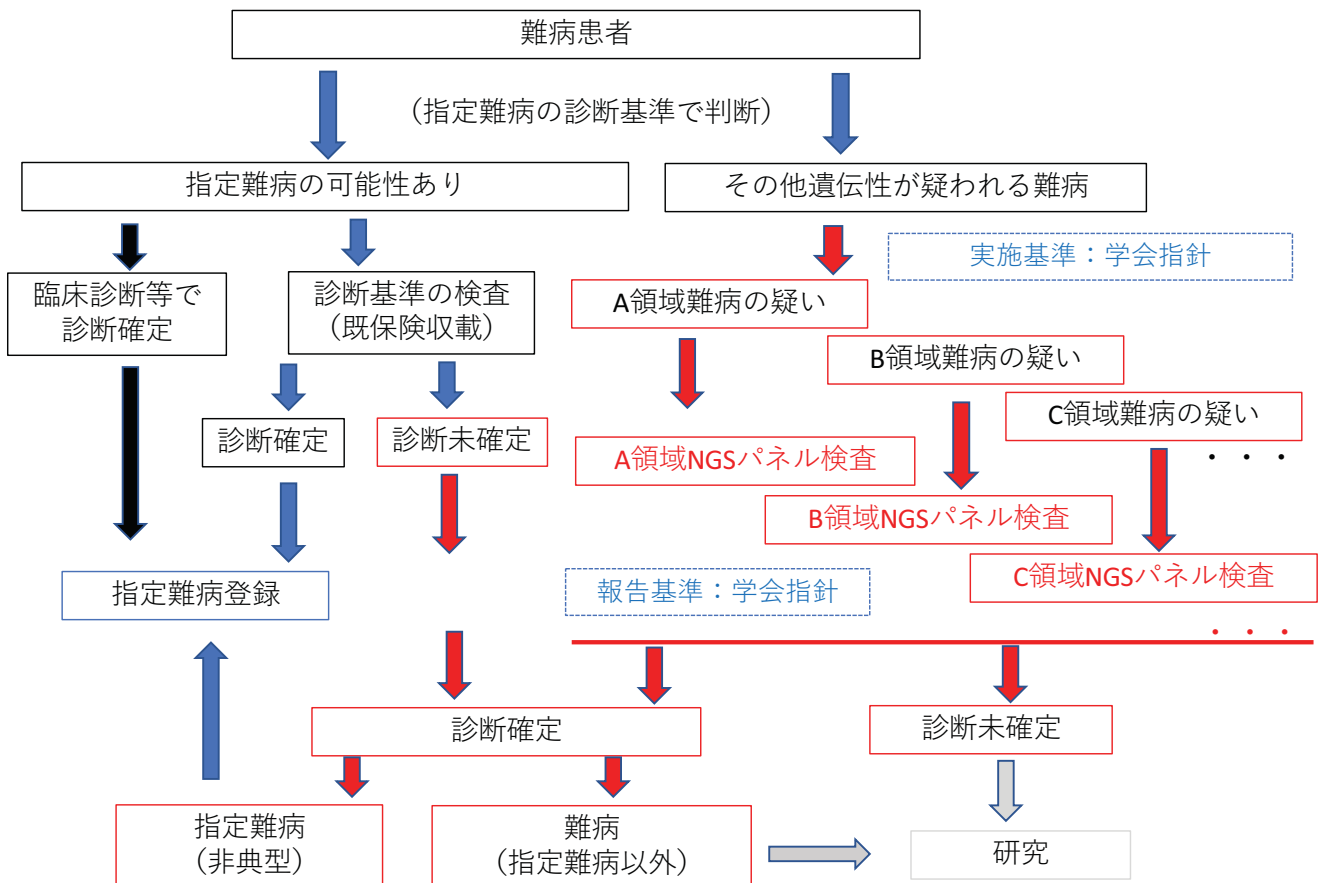 難病患者
(指定難病の診断基準で判断)
指定難病の可能性あり
その他遺伝性が疑われる難病
実施基準：学会指針
臨床診断等で
診断確定
診断基準の検査
(既保険収載)
A領域難病の疑い
B領域難病の疑い
C領域難病の疑い
・・・
診断確定
診断未確定
A領域NGSパネル検査
B領域NGSパネル検査
C領域NGSパネル検査
・・・
指定難病登録
報告基準：学会指針
診断確定
診断未確定
指定難病
(非典型)
難病
(指定難病以外)
研究